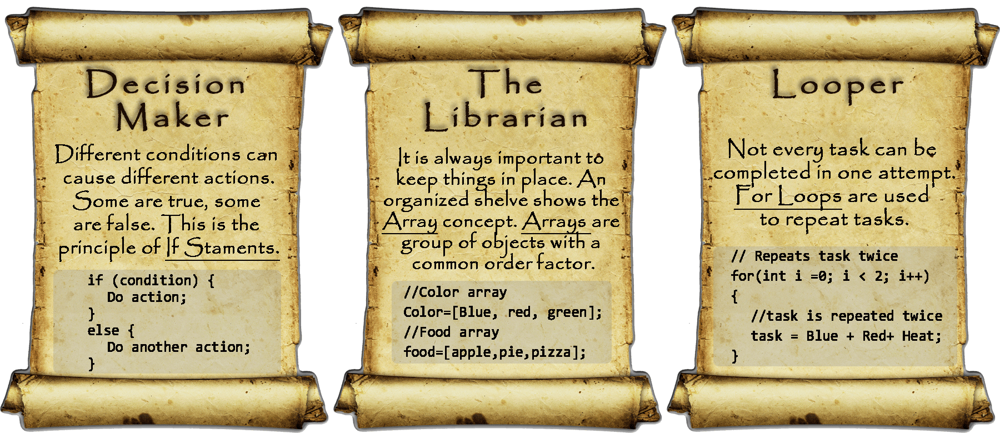 Decision
Maker
Different conditions can
cause different actions.
Some are true, some
are false. This is the
principle of If Staments.
if (condition) {
Do action;
}
else {
Do another action;
}
The
Librarian
It is always important to
keep things in place. An
organized shelve shows the
Array concept. Arrays are
group of objects with a
common order factor.
//Color array
Color=[Blue, red, green];
//Food array
food=[apple,pie,pizza];
Looper
Not every task can be
completed in one attempt.
For Loops are used
to repeat tasks.
// Repeats task twice
for(int i =0; i < 2; i++)
{
//task is repeated twice
task = Blue + Red+ Heat;
}